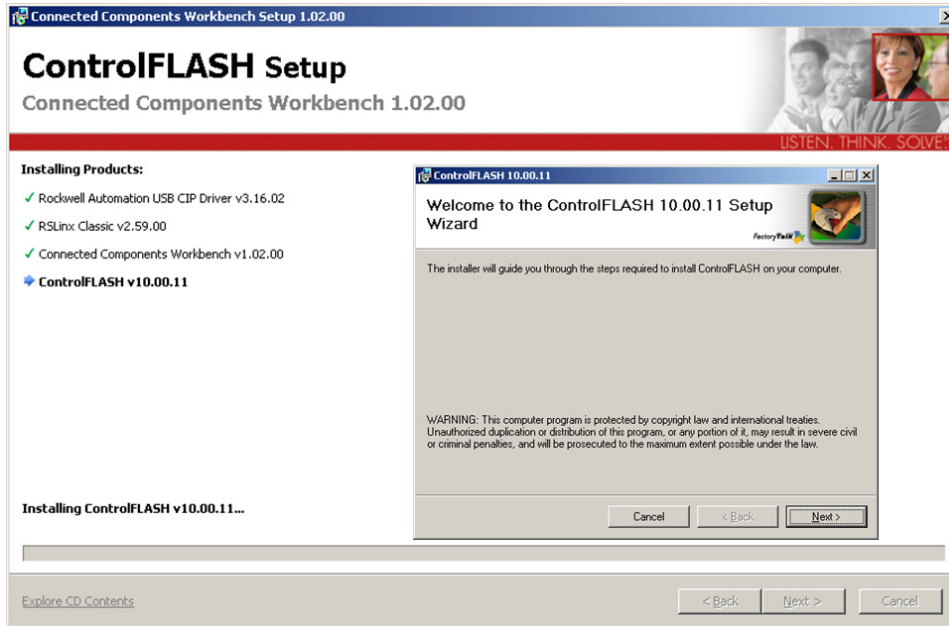 Connected Components Workbench Setup 1.02.00
ControlFLASH Setup
Connected Components Workbench 1.02.00
LISTEN. THINK. SOLVE.
Installing Products:
Rockwell Automation USB CIP Driver v3.16.02
RSLinx Classic v2.59.00
Connected Components Workbench v1.02.00
ControlFLASH v10.00.11
Installing ControlFLASH v10.00.11...
ControlFLASH 10.00.11
Welcome to the ControlFLASH 10.00.11 Setup
Wizard
FactoryTalk
The installer will guide you through the steps required to install ControlFLASH on your computer.
WARNING: This computer program is protected by copyright law and international treaties.
Unauthorized duplication or distribution of this program, or any portion of it, may result in severe civil
or criminal penalties, and will be prosecuted to the maximum extent possible under the law.
Cancel
< Back
Next >
Explore CD Contents
< Back
Next >
Cancel